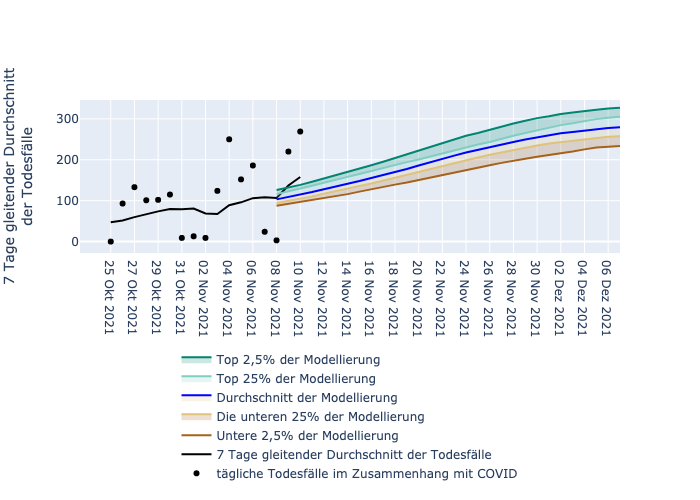 7 Tage gleitender Durchschnitt
der Todesfälle
300
200
100
0
25 Okt 2021
27 Okt 2021
29 Okt 2021
31 Okt 2021
02 Nov 2021
04 Nov 2021
06 Nov 2021
08 Nov 2021
10 Nov 2021
12 Nov 2021
14 Nov 2021
16 Nov 2021
18 Nov 2021
20 Nov 2021
22 Nov 2021
24 Nov 2021
26 Nov 2021
28 Nov 2021
30 Nov 2021
02 Dez 2021
04 Dez 2021
06 Dez 2021
Top 2,5% der Modellierung
Top 25% der Modellierung
Durchschnitt der Modellierung
Die unteren 25% der Modellierung
Untere 2,5% der Modellierung
7 Tage gleitender Durchschnitt der Todesfälle
tägliche Todesfälle im Zusammenhang mit COVID